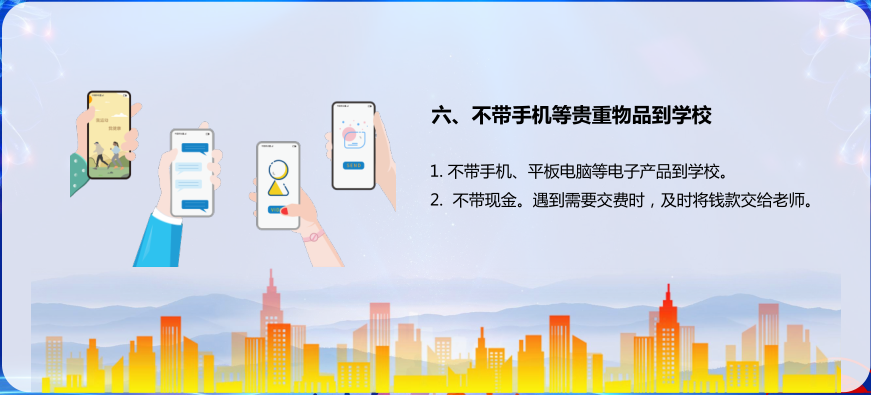 六、不带手机等贵重物品到学校
1. 不带手机、平板电脑等电子产品到学校。
2. 不带现金。遇到需要交费时，及时将钱款交给老师。